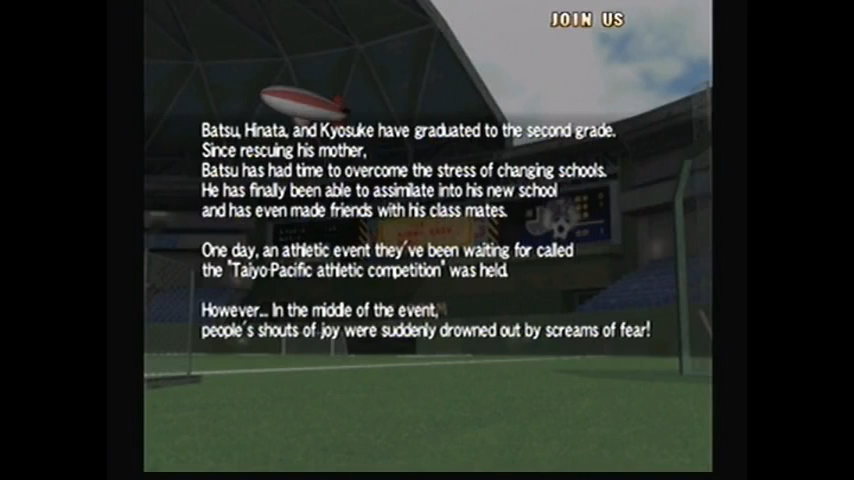 JOIN US
Batsu, Hinata, and Kyosuke have graduated to the second grade.
Since rescuing his mother,
Batsu has had time to overcome the stress of changing schools.
He has finally been able to assimilate into his new school
and has even made friends with his class mates.
One day, an athletic event they've been waiting for called
the "Taiyo-Pacific athletic competition" was held.
However... In the middle of the event,
people's shouts of joy were suddenly drowned out by screams of fear!